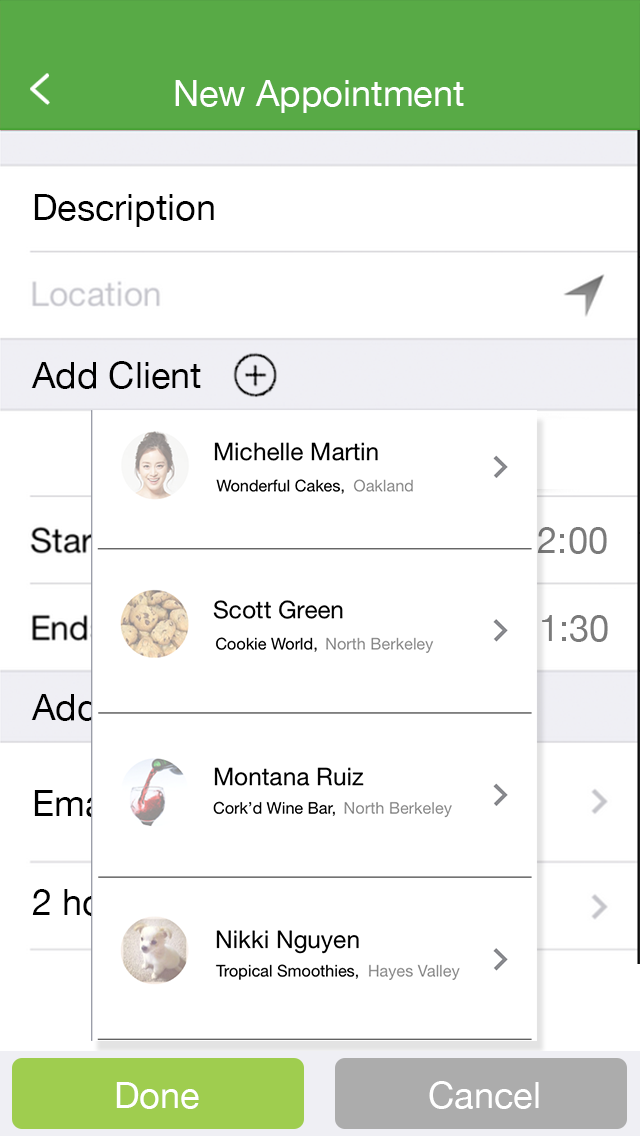 New Appointment
Description
Location
Add Client
Michelle Martin
Wonderful Cakes, Oakland
Star 2:00
Scott Green
Cookie World, North Berkeley
End 1:30
Add
Montana Ruiz
Cork’d Wine Bar, North Berkeley
Ema
2 ho
Nikki Nguyen
Tropical Smoothies, Hayes Valley
Done Cancel